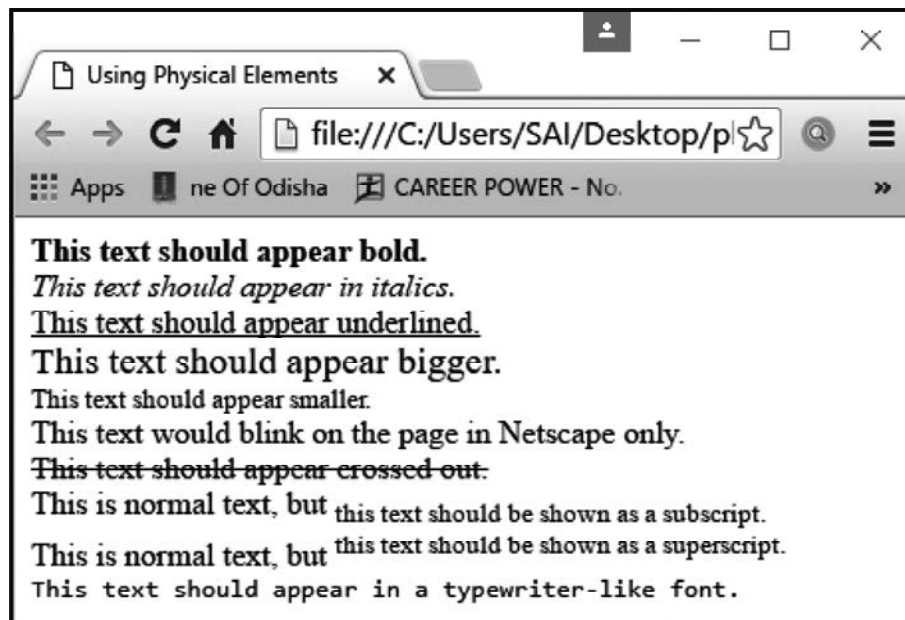 Using Physical Elements
file:///C:/Users/SAI/Desktop/p
Apps ne Of Odisha CAREER POWER - No.
This text should appear bold.
This text should appear in italics.
This text should appear underlined.
This text should appear bigger.
This text should appear smaller.
This text would blink on the page in Netscape only.
This text should appear crossed out.
This is normal text, but this text should be shown as a subscript.
This is normal text, but this text should be shown as a superscript.
This text should appear in a typewriter-like font.